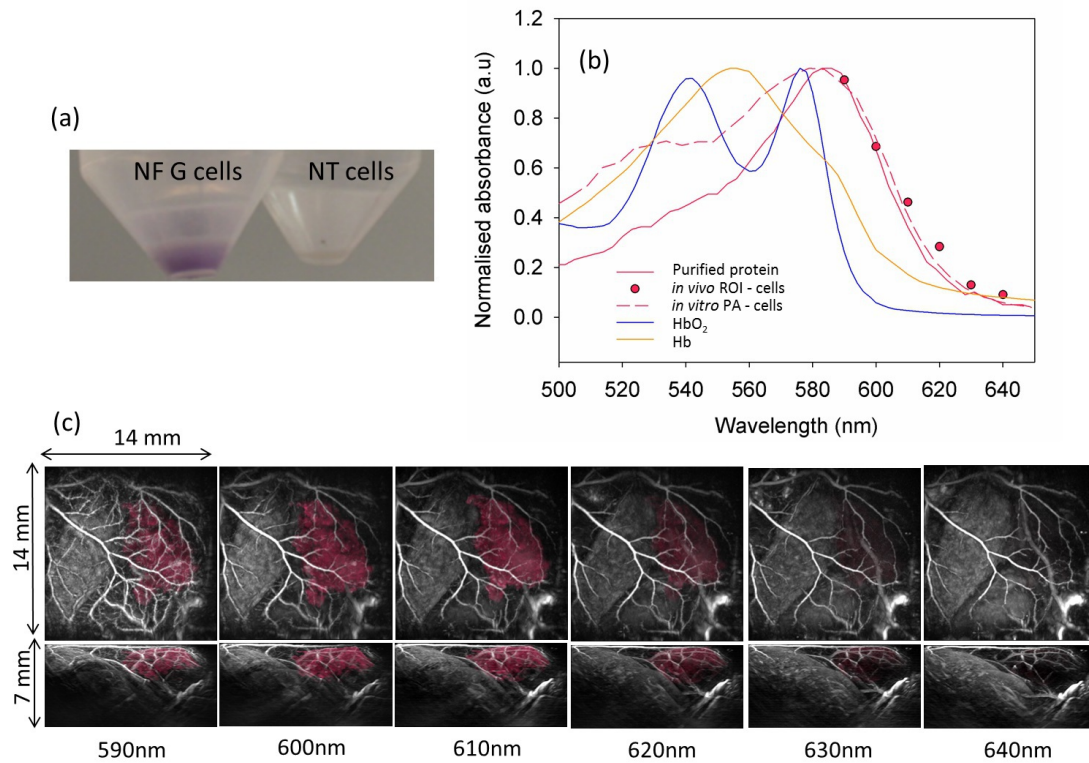 (a)
NF G cells NT cells
(b)
Normalised absorbance (a.u)
1.2
1.0
0.8
0.6
0.4
0.2
0.0
Purified protein
in vivo ROI - cells
in vitro PA - cells
HbO2
Hb
500 520 540 560 580 600 620 640
Wavelength (nm)
(c)
14 mm
14 mm
7 mm
590nm 600nm 610nm 620nm 630nm 640nm